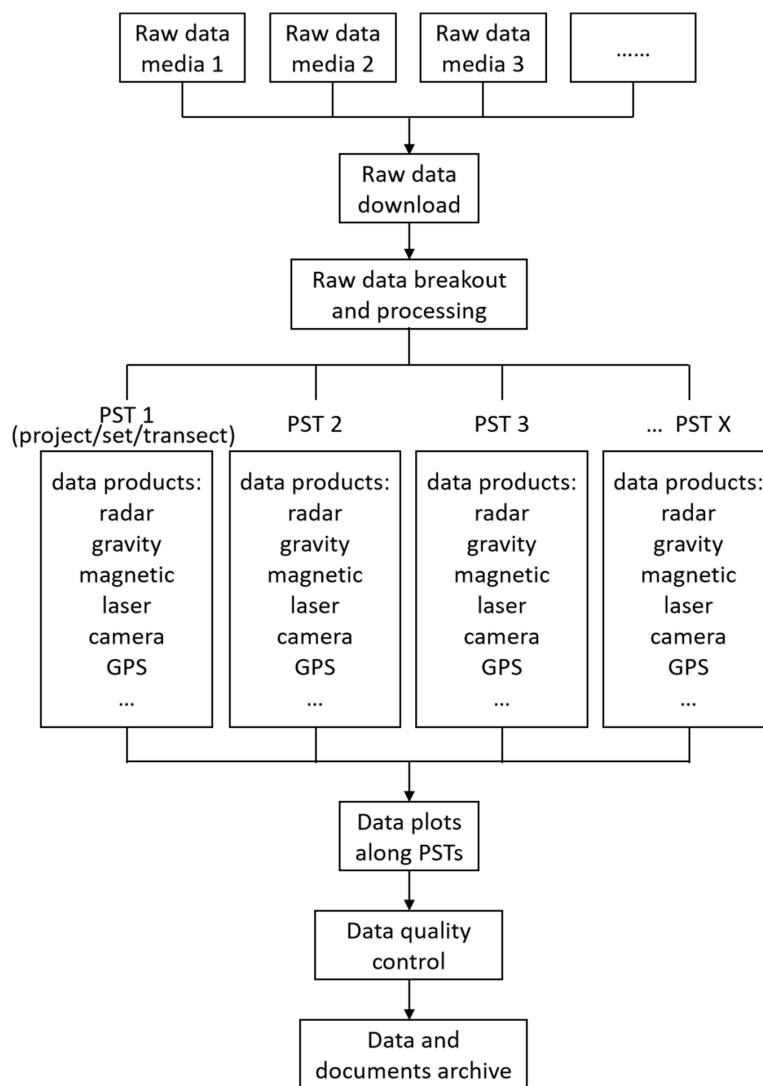 Raw data
media 1
Raw data
media 2
Raw data
media 3
......
Raw data
download
Raw data breakout
and processing
PST 1
(project/set/transect)
PST 2
PST 3
... PST X
data products:
radar
gravity
magnetic
laser
camera
GPS
...
data products:
radar
gravity
magnetic
laser
camera
GPS
...
data products:
radar
gravity
magnetic
laser
camera
GPS
...
data products:
radar
gravity
magnetic
laser
camera
GPS
...
Data plots
along PSTs
Data quality
control
Data and
documents archive